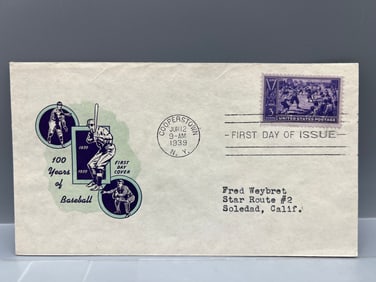 1839
1939
100
Years
of
Baseball
FIRST
DAY
COVER
COOPERSTOWN
JUN 12
9-AM
1939
N.Y.
3¢
UNITED STATES POSTAGE
FIRST DAY OF ISSUE
Fred Weybret
Star Route #2
Soledad, Calif.